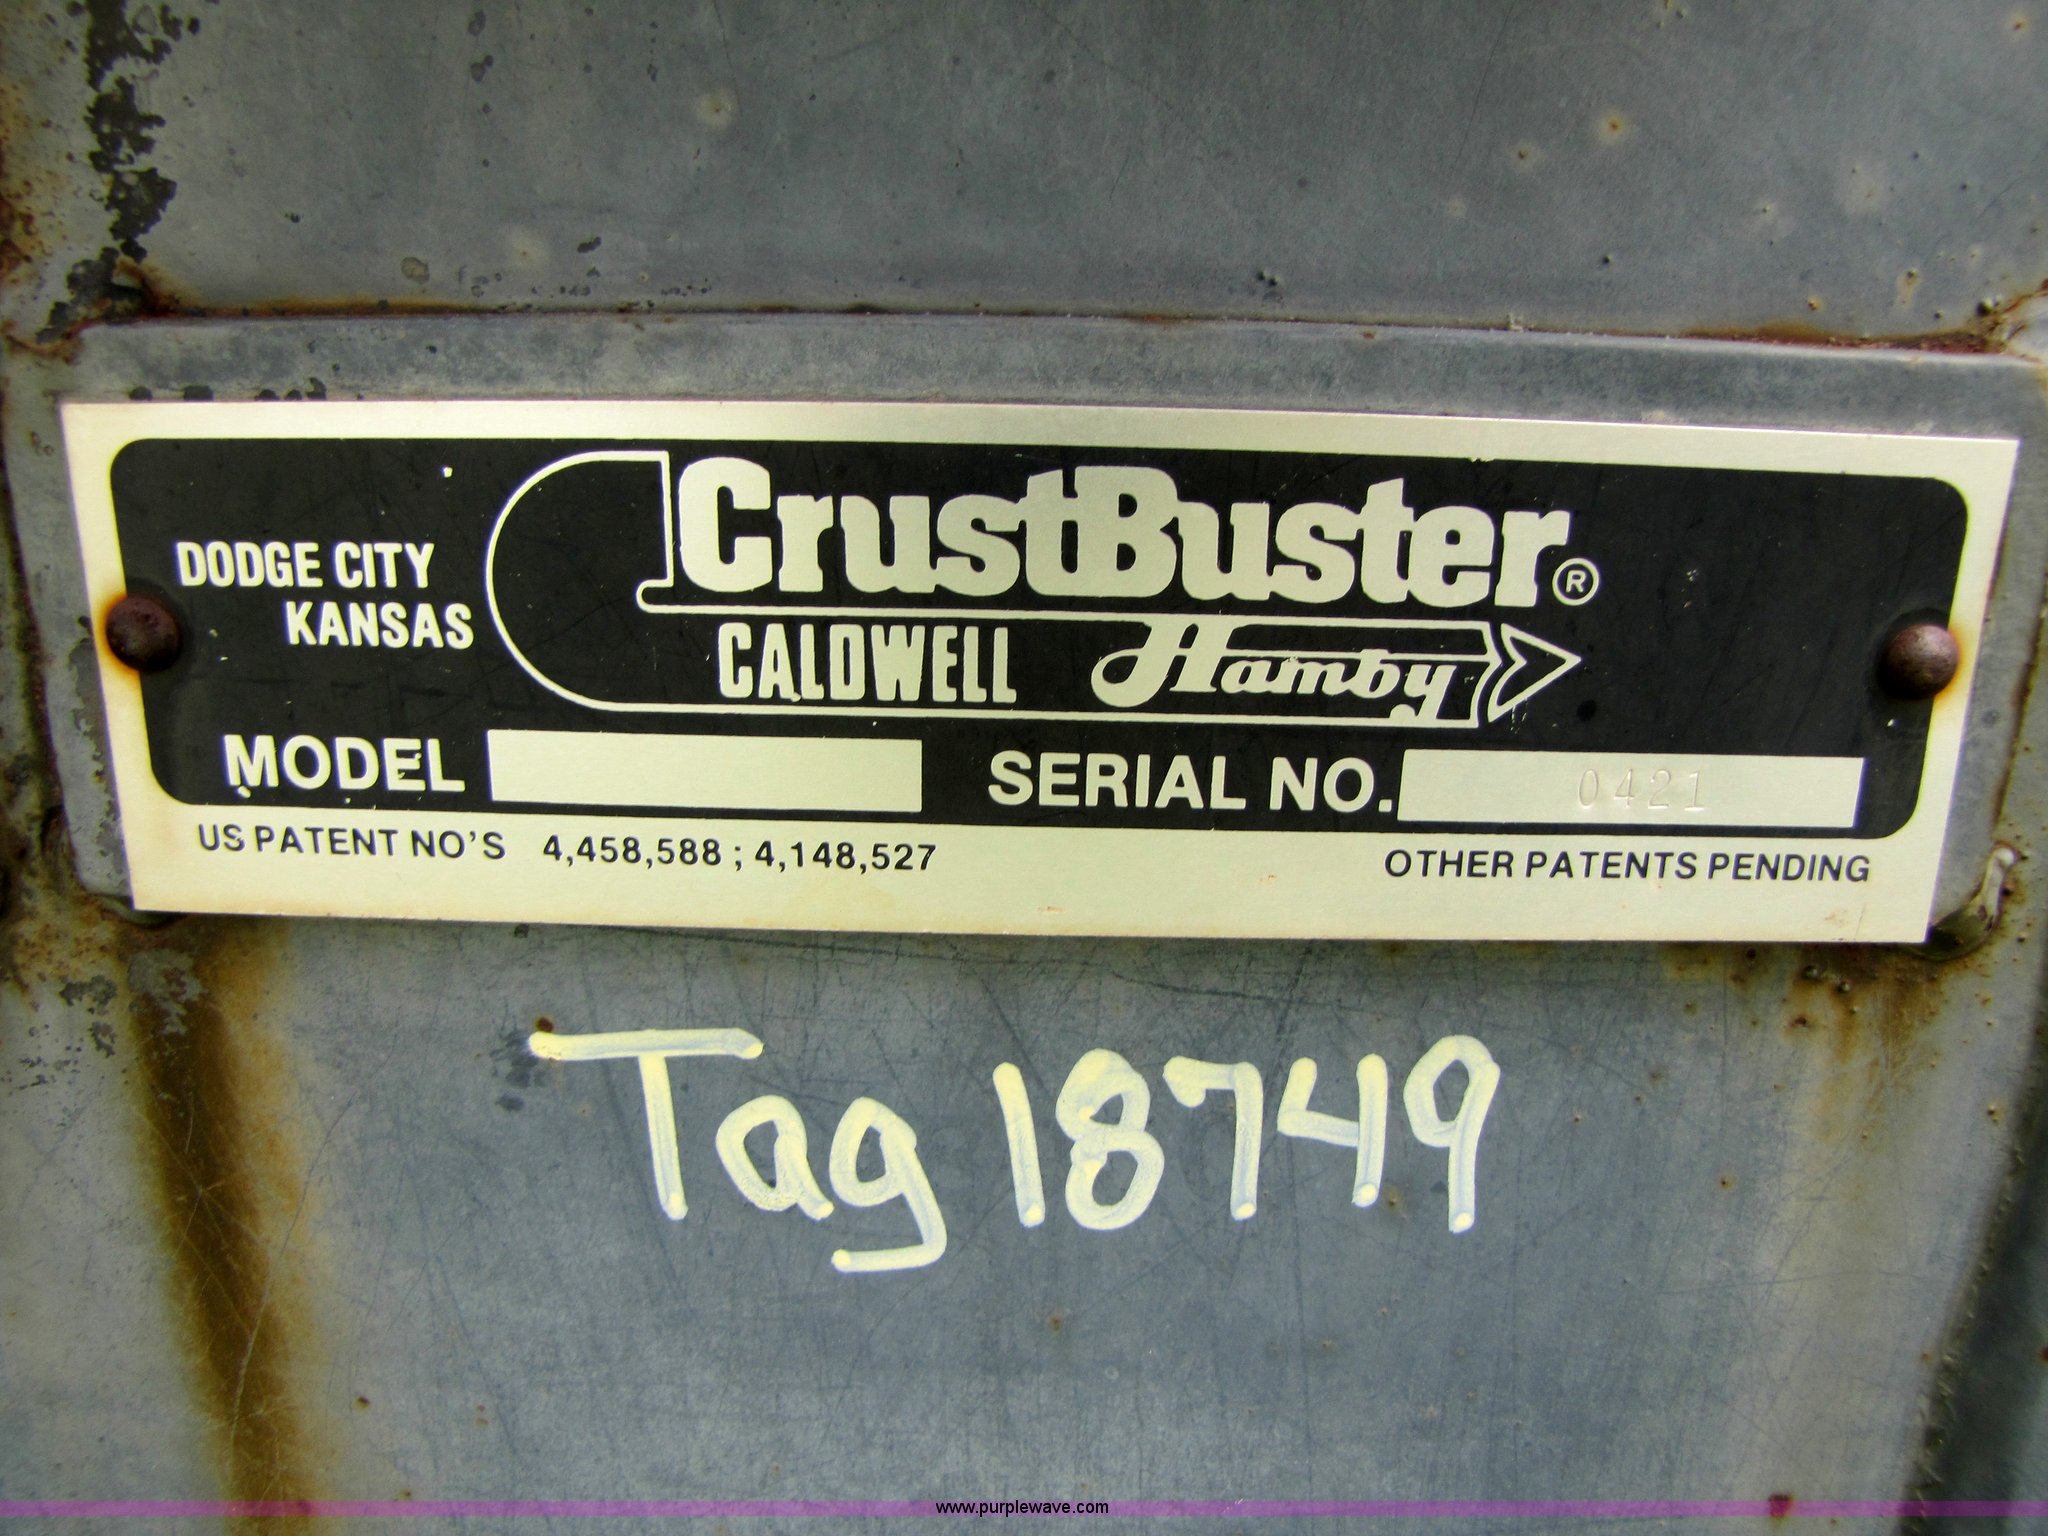 DODGE CITY
KANSAS
CrustBuster®
CALDWELL Hamby
MODEL
SERIAL NO. 0421
US PATENT NO'S 4,458,588 ; 4,148,527
OTHER PATENTS PENDING
Tag 18749
www.purplewave.com